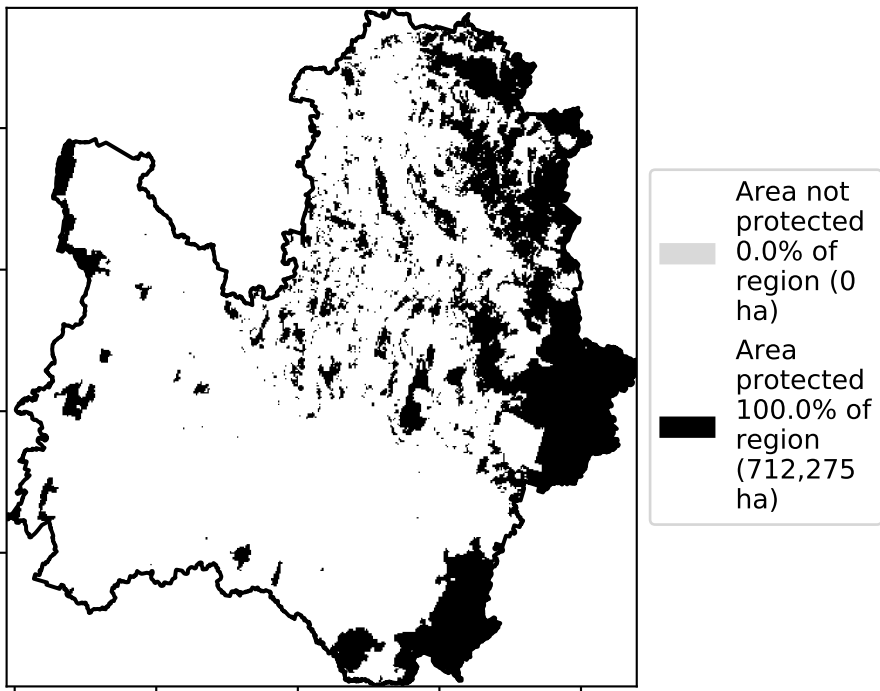 Area not
protected
0.0% of
region (0
ha)
Area
protected
100.0% of
region
(712,275
ha)